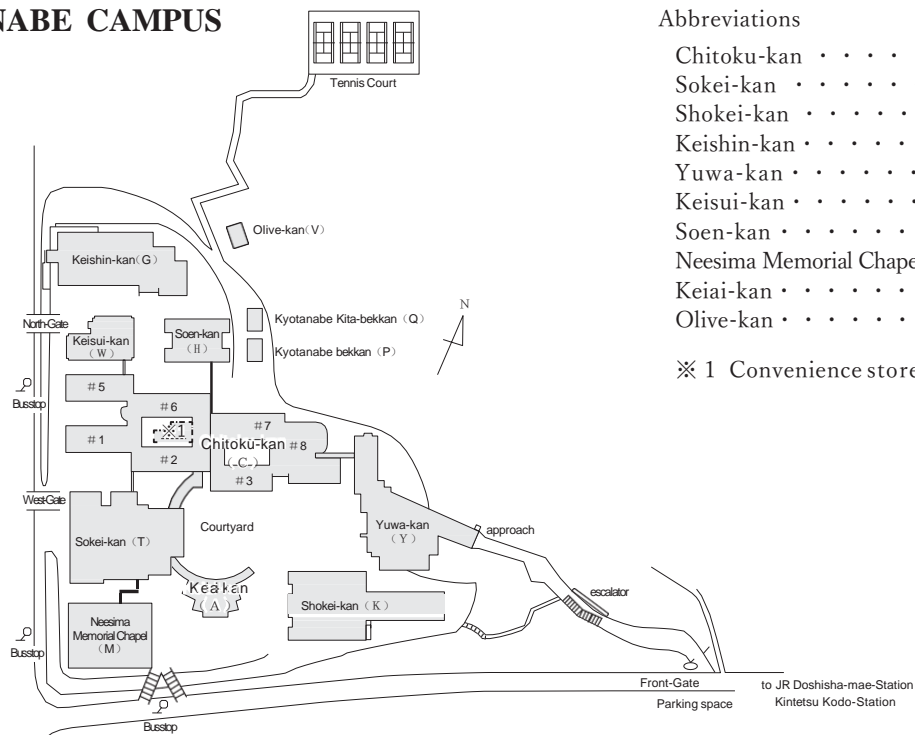 NABE CAMPUS
Tennis Court
Olive-kan（V）
Keishin-kan（G）
North-Gate
Keisui-kan
（W）
Soen-kan
（H）
Kyotanabe Kita-bekkan （Q）
Kyotanabe bekkan （P）
N
Busstop
＃5
＃6
※1
＃1
＃2
＃7
Chitoku-kan
（C）
＃8
＃3
West-Gate
Sokei-kan （T）
Courtyard
Yuwa-kan
（Y）
approach
Keiai-kan
（A）
Shokei-kan （K）
escalator
Neesima
Memorial Chapel
（M）
Busstop
Busstop
Front-Gate
Parking space
to JR Doshisha-mae-Station
Kintetsu Kodo-Station
Abbreviations
Chitoku-kan ・・・・
Sokei-kan ・・・・・
Shokei-kan ・・・・・
Keishin-kan・・・・・
Yuwa-kan・・・・・・
Keisui-kan・・・・・・
Soen-kan・・・・・・
Neesima Memorial Chape
Keiai-kan・・・・・・
Olive-kan・・・・・・
※ 1 Convenience store